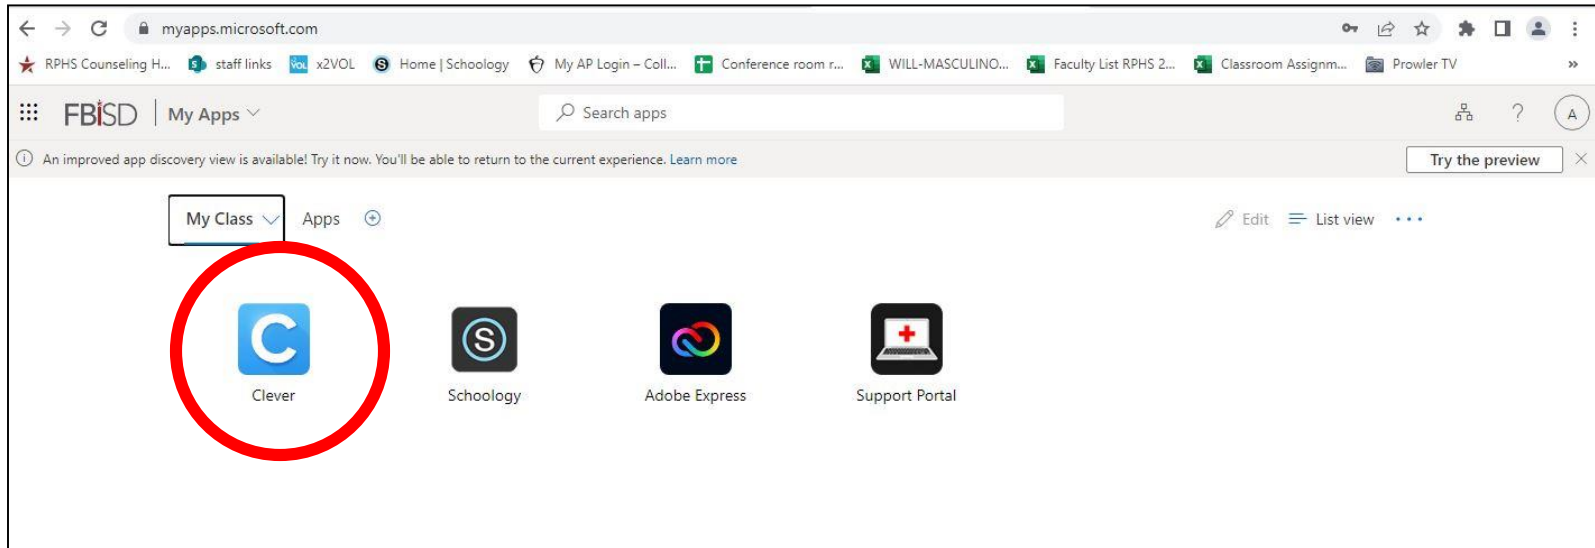 myapps.microsoft.com
RPHS Counseling H... staff links x2VOL Home | Schoology My AP Login – Coll... Conference room r... WILL-MASCULINO... Faculty List RPHS 2... Classroom Assignm... Prowler TV »
FBiSD My Apps Search apps ? A
An improved app discovery view is available! Try it now. You'll be able to return to the current experience. Learn more Try the preview
My Class Apps Edit List view
Clever Schoology Adobe Express Support Portal